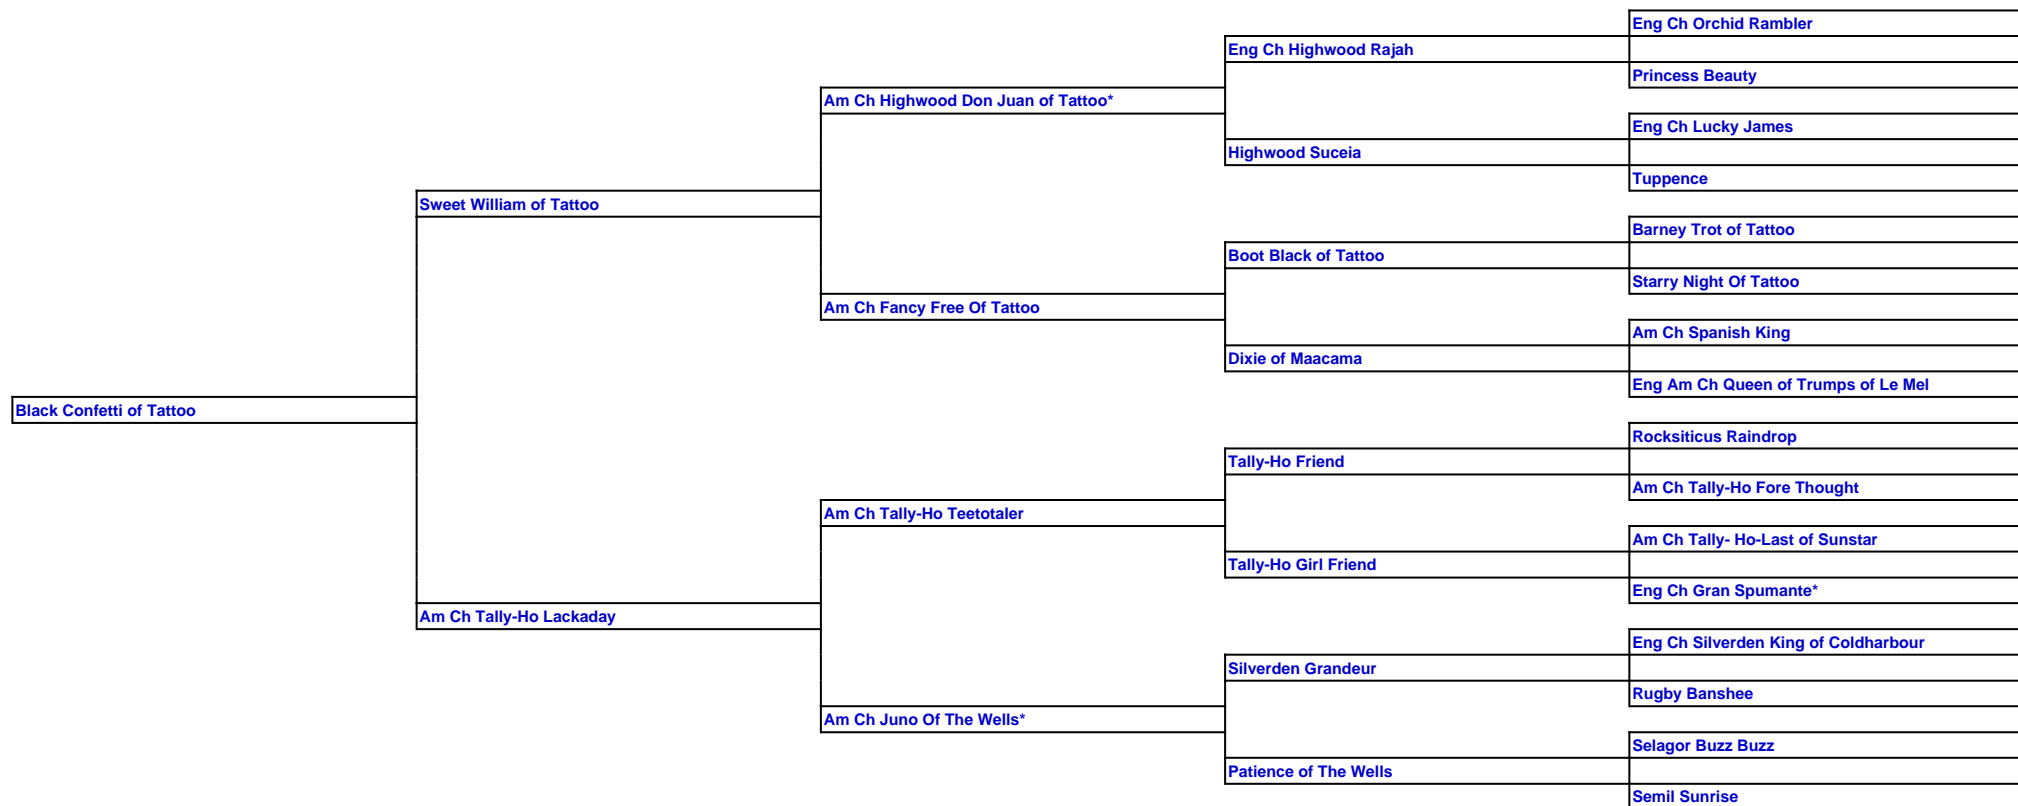 Eng Ch Orchid Rambler
Eng Ch Highwood Rajah
Princess Beauty
Am Ch Highwood Don Juan of Tattoo*
Eng Ch Lucky James
Highwood Suceia
Tuppence
Sweet William of Tattoo
Barney Trot of Tattoo
Boot Black of Tattoo
Starry Night Of Tattoo
Am Ch Fancy Free Of Tattoo
Am Ch Spanish King
Dixie of Maacama
Eng Am Ch Queen of Trumps of Le Mel
Black Confetti of Tattoo
Rocksiticus Raindrop
Tally-Ho Friend
Am Ch Tally-Ho Fore Thought
Am Ch Tally-Ho Teetotaler
Am Ch Tally- Ho-Last of Sunstar
Tally-Ho Girl Friend
Eng Ch Gran Spumante*
Am Ch Tally-Ho Lackaday
Eng Ch Silverden King of Coldharbour
Silverden Grandeur
Rugby Banshee
Am Ch Juno Of The Wells*
Selagor Buzz Buzz
Patience of The Wells
Semil Sunrise